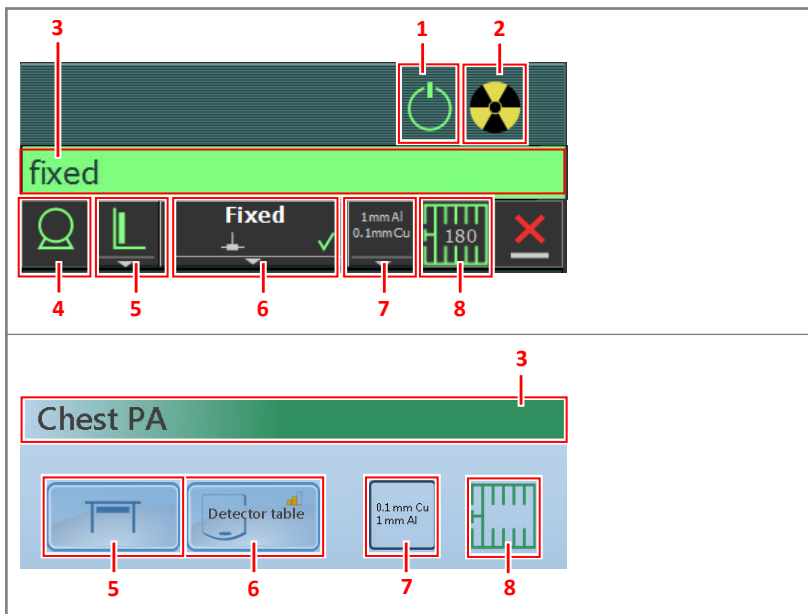 3
1
2
fixed
Fixed
1mm Al
0.1mm Cu
180
4
5
6
7
8
3
Chest PA
Detector table
0.1 mm Cu
1 mm Al
5
6
7
8